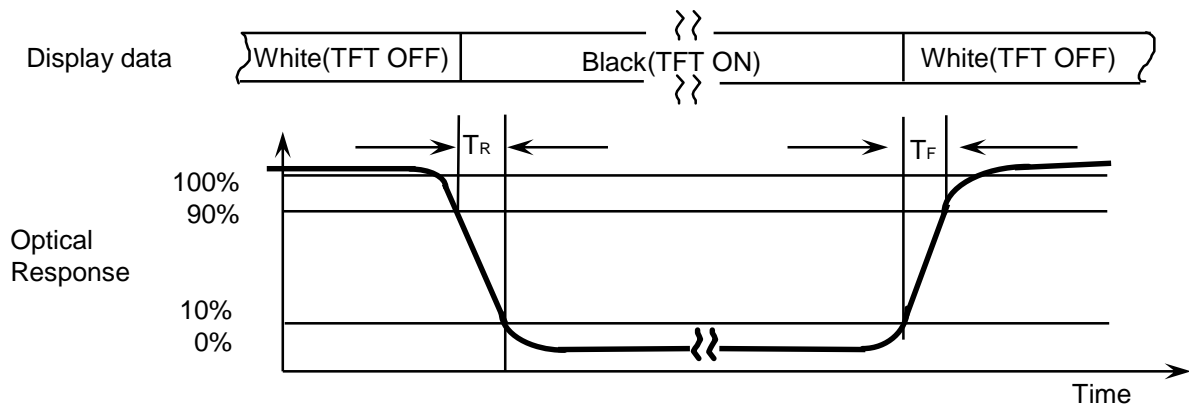 Display data
White(TFT OFF) Black(TFT ON) White(TFT OFF)
TR TF
100%
90%
Optical
Response
10%
0%
Time